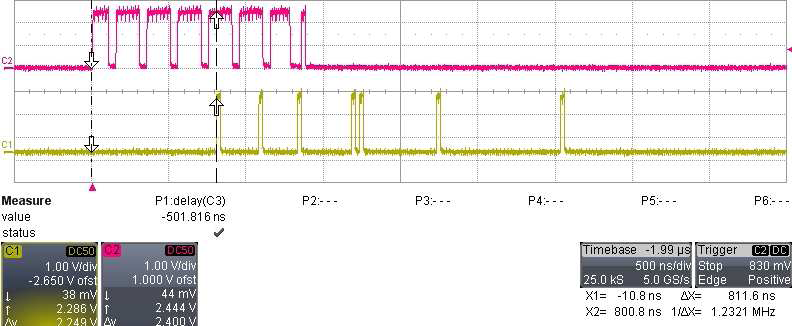 C2
C1
Measure P1:delay(C3) P2:- - - P3:- - - P4:- - - P5:- - - P6:- - -
value -501.816 ns
status ✔
C1 DC50 C2 DC50 Timebase -1.99 µs Trigger C2 DC
1.00 V/div 1.00 V/div 500 ns/div Stop 830 mV
-2.650 V ofst 1.000 V ofst 25.0 kS 5.0 GS/s Edge Positive
↓ 38 mV ↓ 44 mV X1= -10.8 ns ΔX= 811.6 ns
↑ 2.286 V ↑ 2.444 V X2= 800.8 ns 1/ΔX= 1.2321 MHz
Δy 2.249 V Δy 2.400 V